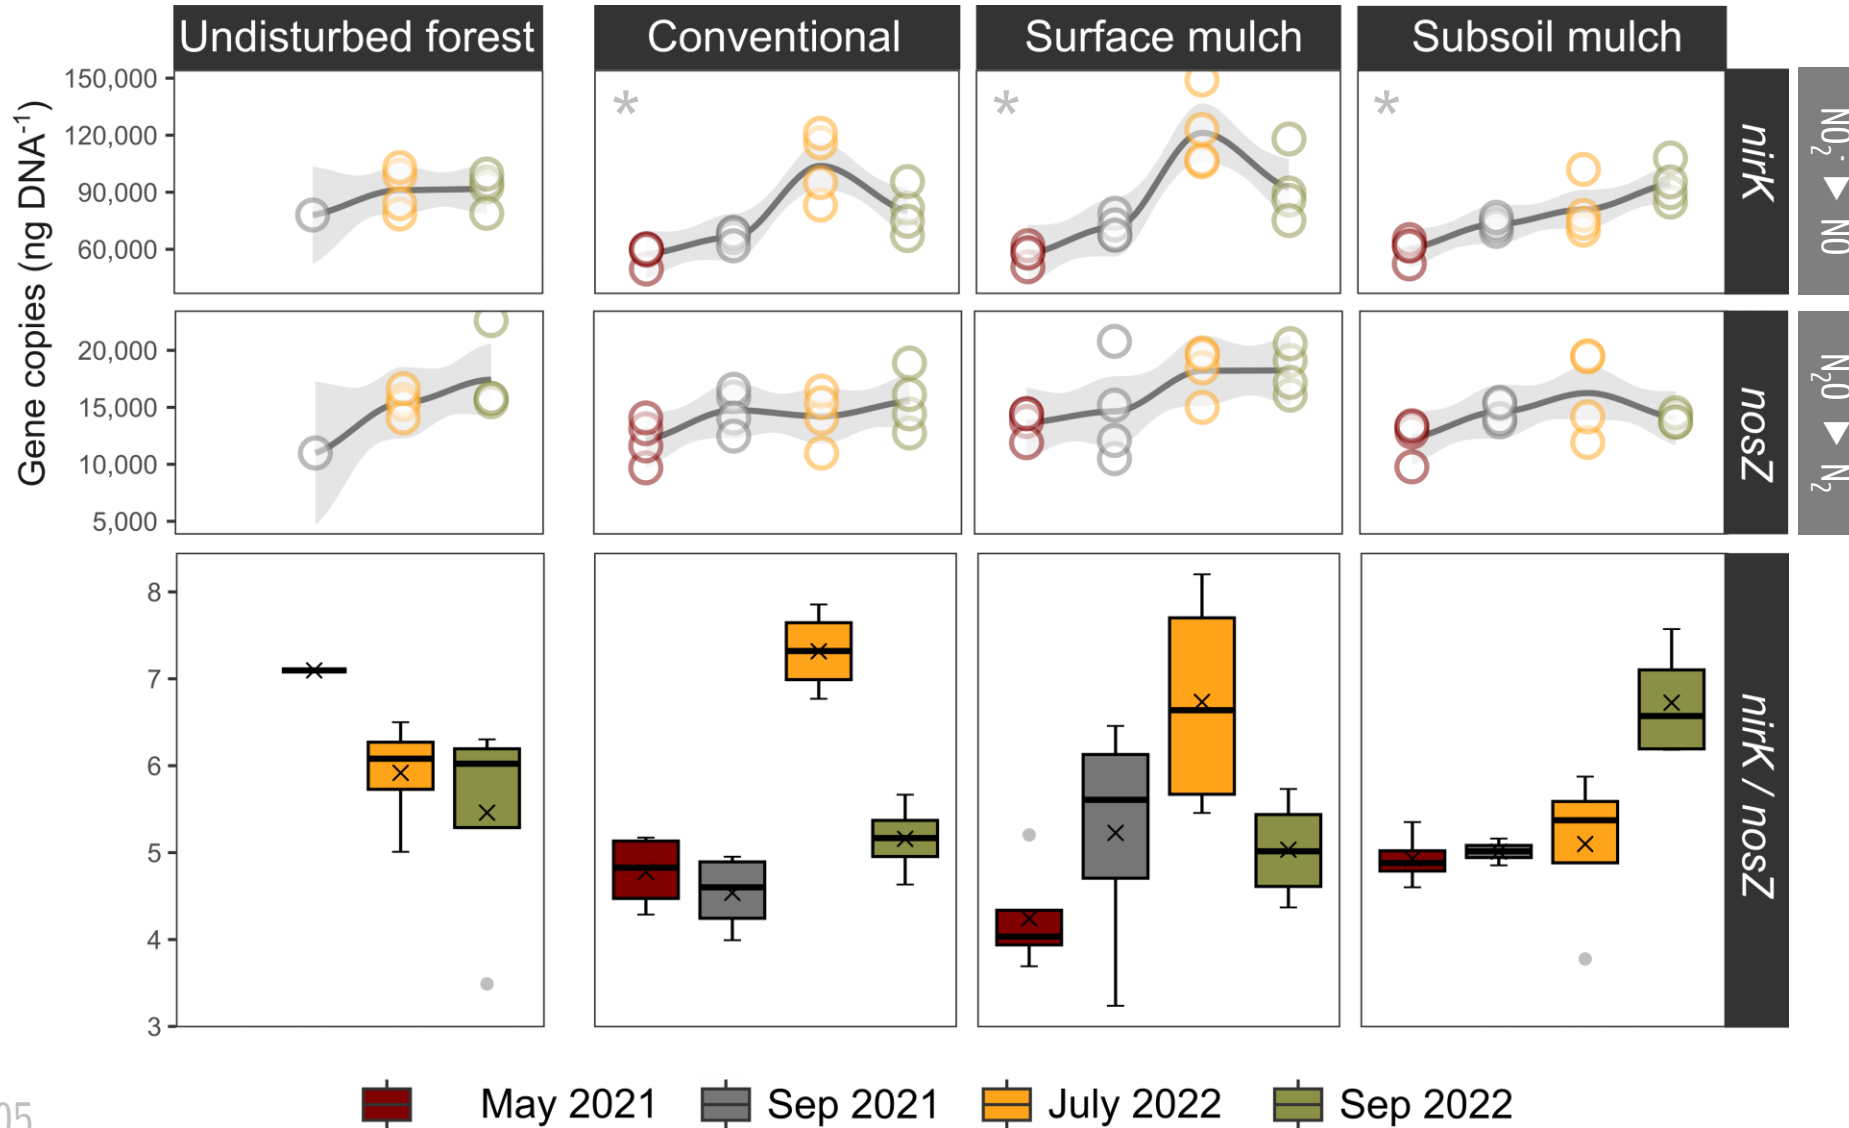 Undisturbed forest
Conventional
Surface mulch
Subsoil mulch
Gene copies (ng DNA-1)
150,000
120,000
90,000
60,000
*
*
*
nirK
NO2- ▶ NO
20,000
15,000
10,000
5,000
nosZ
N2O ▶ N2
8
7
6
5
4
3
nirK / nosZ
May 2021
Sep 2021
July 2022
Sep 2022
05